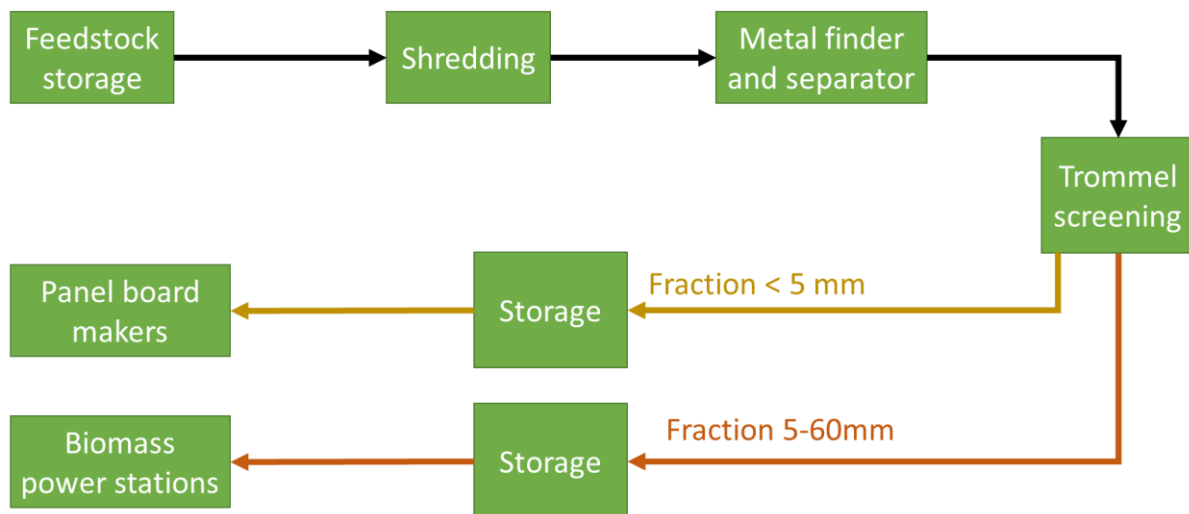 Feedstock
storage
Shredding
Metal finder
and separator
Trommel
screening
Fraction < 5 mm
Panel board
makers
Storage
Fraction 5-60mm
Biomass
power stations
Storage